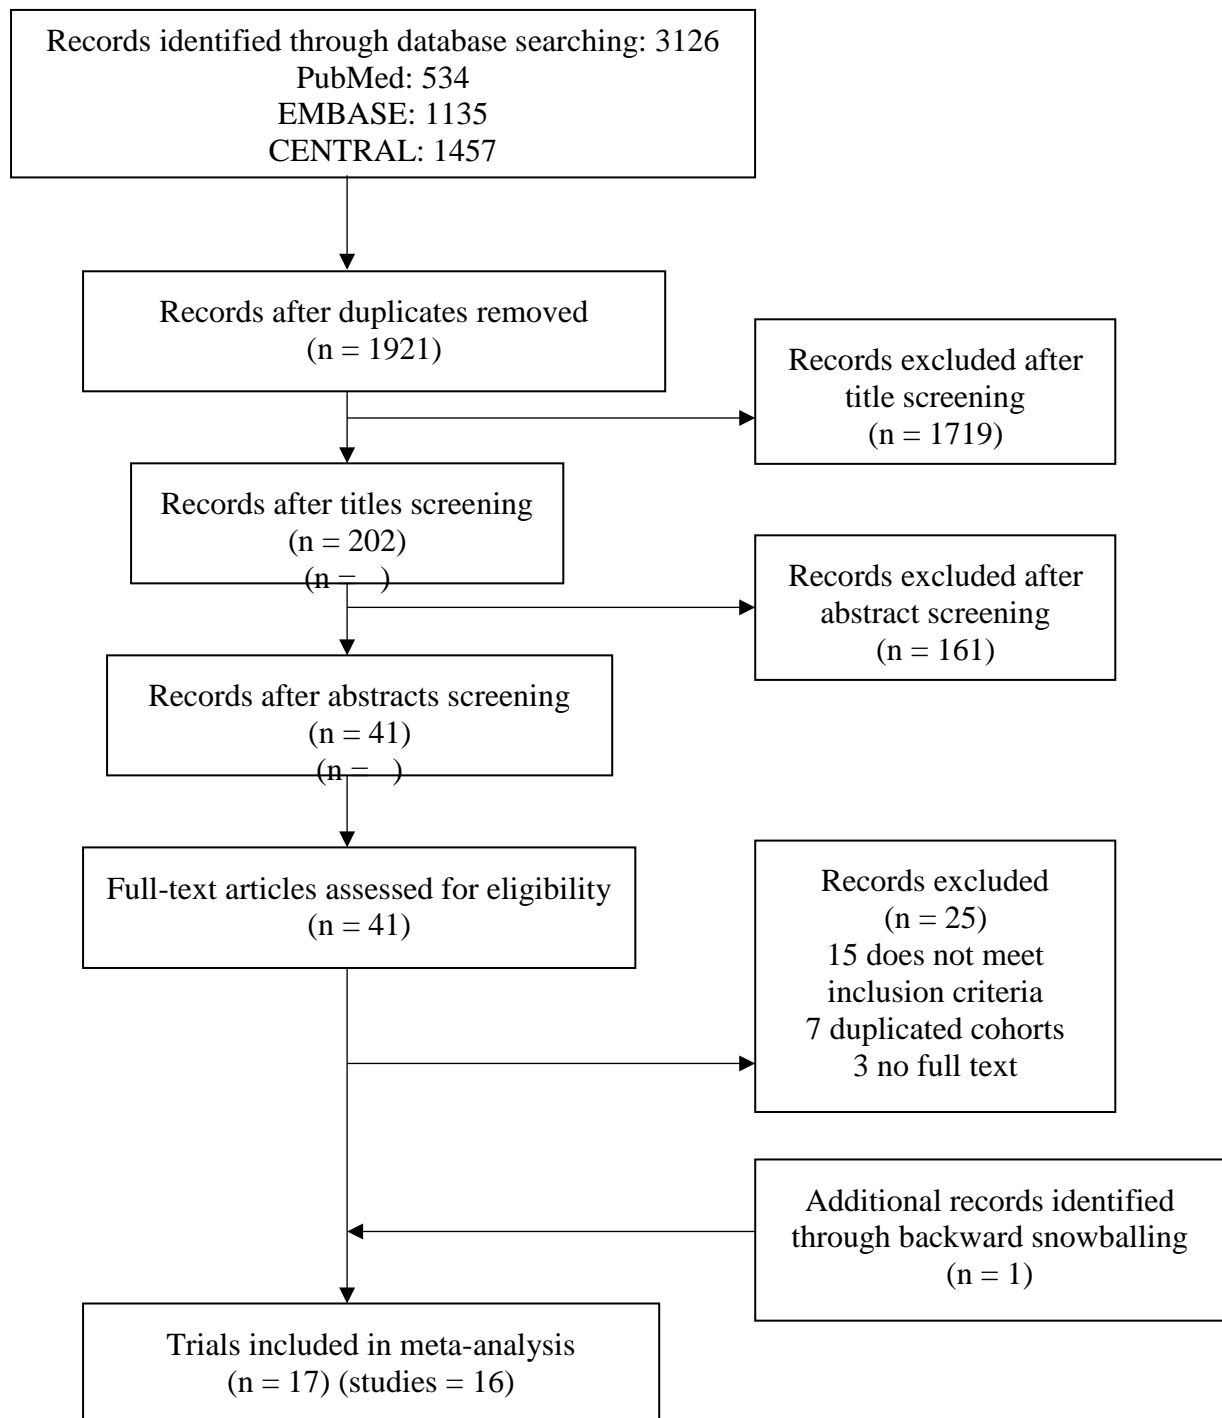 Records identified through database searching: 3126
PubMed: 534
EMBASE: 1135
CENTRAL: 1457
Records after duplicates removed
(n = 1921)
Records excluded after
title screening
(n = 1719)
Records after titles screening
(n = 202)
(n = )
Records excluded after
abstract screening
(n = 161)
Records after abstracts screening
(n = 41)
(n = )
Full-text articles assessed for eligibility
(n = 41)
Records excluded
(n = 25)
15 does not meet
inclusion criteria
7 duplicated cohorts
3 no full text
Additional records identified
through backward snowballing
(n = 1)
Trials included in meta-analysis
(n = 17) (studies = 16)